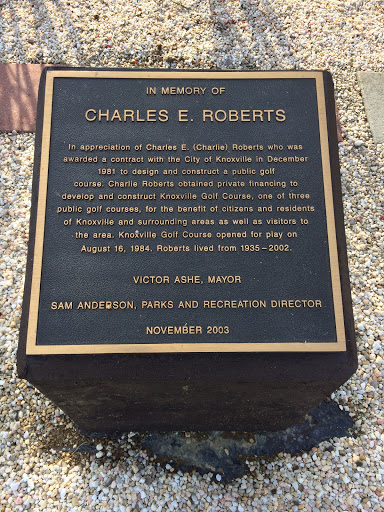 IN MEMORY OF
CHARLES E. ROBERTS
In appreciation of Charles E. (Charlie) Roberts who was
awarded a contract with the City of Knoxville in December
1981 to design and construct a public golf
course. Charlie Roberts obtained private financing to
develop and construct Knoxville Golf Course, one of three
public golf courses, for the benefit of citizens and residents
of Knoxville and surrounding areas as well as visitors to
the area. Knoxville Golf Course opened for play on
August 16, 1984. Roberts lived from 1935–2002.
VICTOR ASHE, MAYOR
SAM ANDERSON, PARKS AND RECREATION DIRECTOR
NOVEMBER 2003